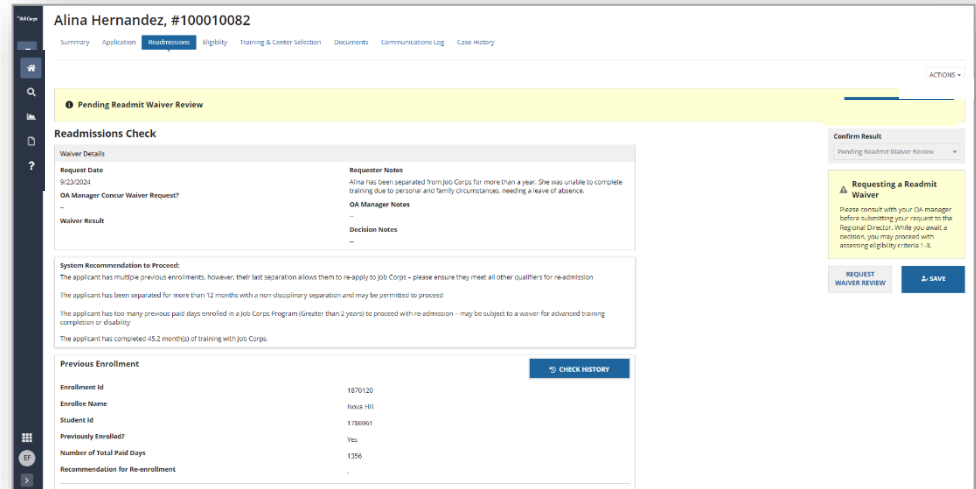 Job Corps
Alina Hernandez, #100010082
Summary Application Readmissions Eligiblity Training & Center Selection Documents Communications Log Case History
ACTIONS
Pending Readmit Waiver Review
Readmissions Check
Confirm Result
Pending Readmit Waiver Review
Waiver Details
Request Date
9/23/2024
OA Manager Concur Waiver Request?
--
Waiver Result
Requester Notes
Alina has been separated from Job Corps for more than a year. She was unable to complete
training due to personal and family circumstances, needing a leave of absence.
OA Manager Notes
--
Decision Notes
--
Requesting a Readmit
Waiver
Please consult with your OA manager
before submitting your request to the
Regional Director. While you await a
decision, you may proceed with
assessing eligibility criteria 1-3.
REQUEST
WAIVER REVIEW
SAVE
System Recommendation to Proceed:
The applicant has multiple previous enrollments, however, their last separation allows them to re-apply to Job Corps – please ensure they meet all other qualifiers for re-admission
The applicant has been separated for more than 12 months with a non-disciplinary separation and may be permitted to proceed
The applicant has too many previous paid days enrolled in a Job Corps Program (Greater than 2 years) to proceed with re-admission – may be subject to a waiver for advanced training
completion or disability
The applicant has completed 45.2 month(s) of training with Job Corps.
Previous Enrollment
CHECK HISTORY
Enrollment Id 1870120
Enrollee Name Nova Hill
Student Id 1786961
Previously Enrolled? Yes
Number of Total Paid Days 1356
Recommendation for Re-enrollment -
EF